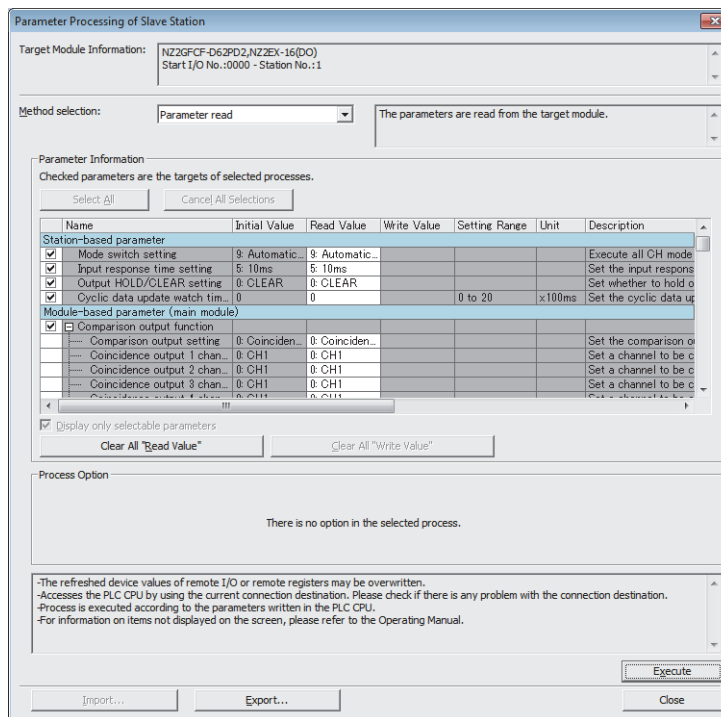 Parameter Processing of Slave Station
Target Module Information:
NZ2GFCF-D62PD2,NZ2EX-16(DO)
Start I/O No.:0000 - Station No.:1
Method selection:
Parameter read
The parameters are read from the target module.
Parameter Information
Checked parameters are the targets of selected processes.
Select All
Cancel All Selections
Name Initial Value Read Value Write Value Setting Range Unit Description
Station-based parameter
Mode switch setting 9: Automatic... 9: Automatic... Execute all CH mode
Input response time setting 5: 10ms 5: 10ms Set the input respons
Output HOLD/CLEAR setting 0: CLEAR 0: CLEAR Set whether to hold o
Cyclic data update watch tim... 0 0 0 to 20 ×100ms Set the cyclic data up
Module-based parameter (main module)
Comparison output function
Comparison output setting 0: Coinciden... 0: Coinciden... Set the comparison ou
Coincidence output 1 chan... 0: CH1 0: CH1 Set a channel to be c
Coincidence output 2 chan... 0: CH1 0: CH1 Set a channel to be c
Coincidence output 3 chan... 0: CH1 0: CH1 Set a channel to be c
Display only selectable parameters
Clear All "Read Value"
Clear All "Write Value"
Process Option
There is no option in the selected process.
-The refreshed device values of remote I/O or remote registers may be overwritten.
-Accesses the PLC CPU by using the current connection destination. Please check if there is any problem with the connection destination.
-Process is executed according to the parameters written in the PLC CPU.
-For information on items not displayed on the screen, please refer to the Operating Manual.
Execute
Import...
Export...
Close